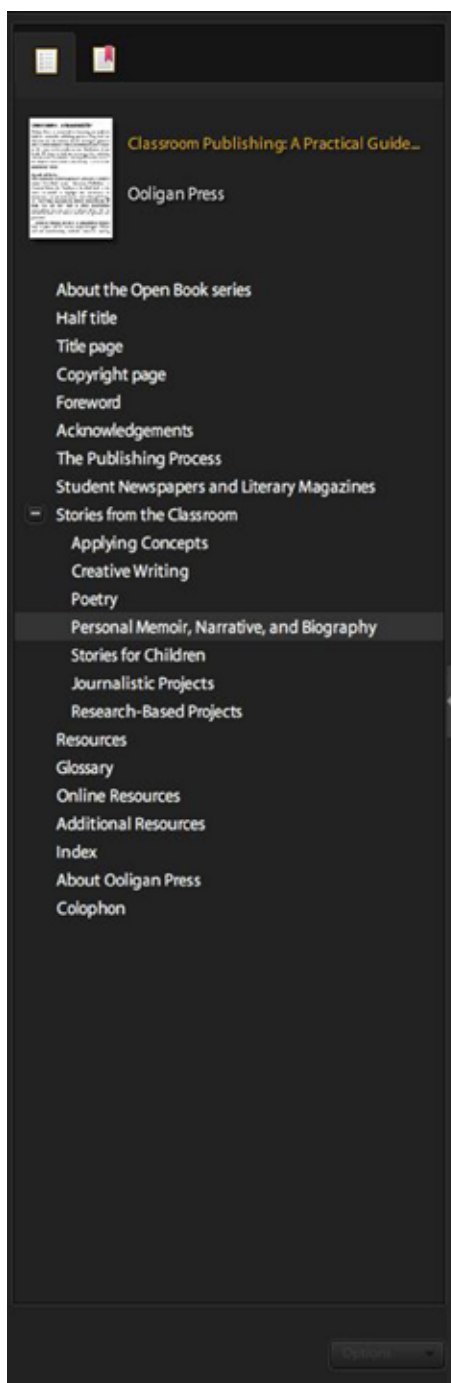 Classroom Publishing: A Practical Guide...
Ooligan Press
About the Open Book series
Half title
Title page
Copyright page
Foreword
Acknowledgements
The Publishing Process
Student Newspapers and Literary Magazines
Stories from the Classroom
Applying Concepts
Creative Writing
Poetry
Personal Memoir, Narrative, and Biography
Stories for Children
Journalistic Projects
Research-Based Projects
Resources
Glossary
Online Resources
Additional Resources
Index
About Ooligan Press
Colophon
Options